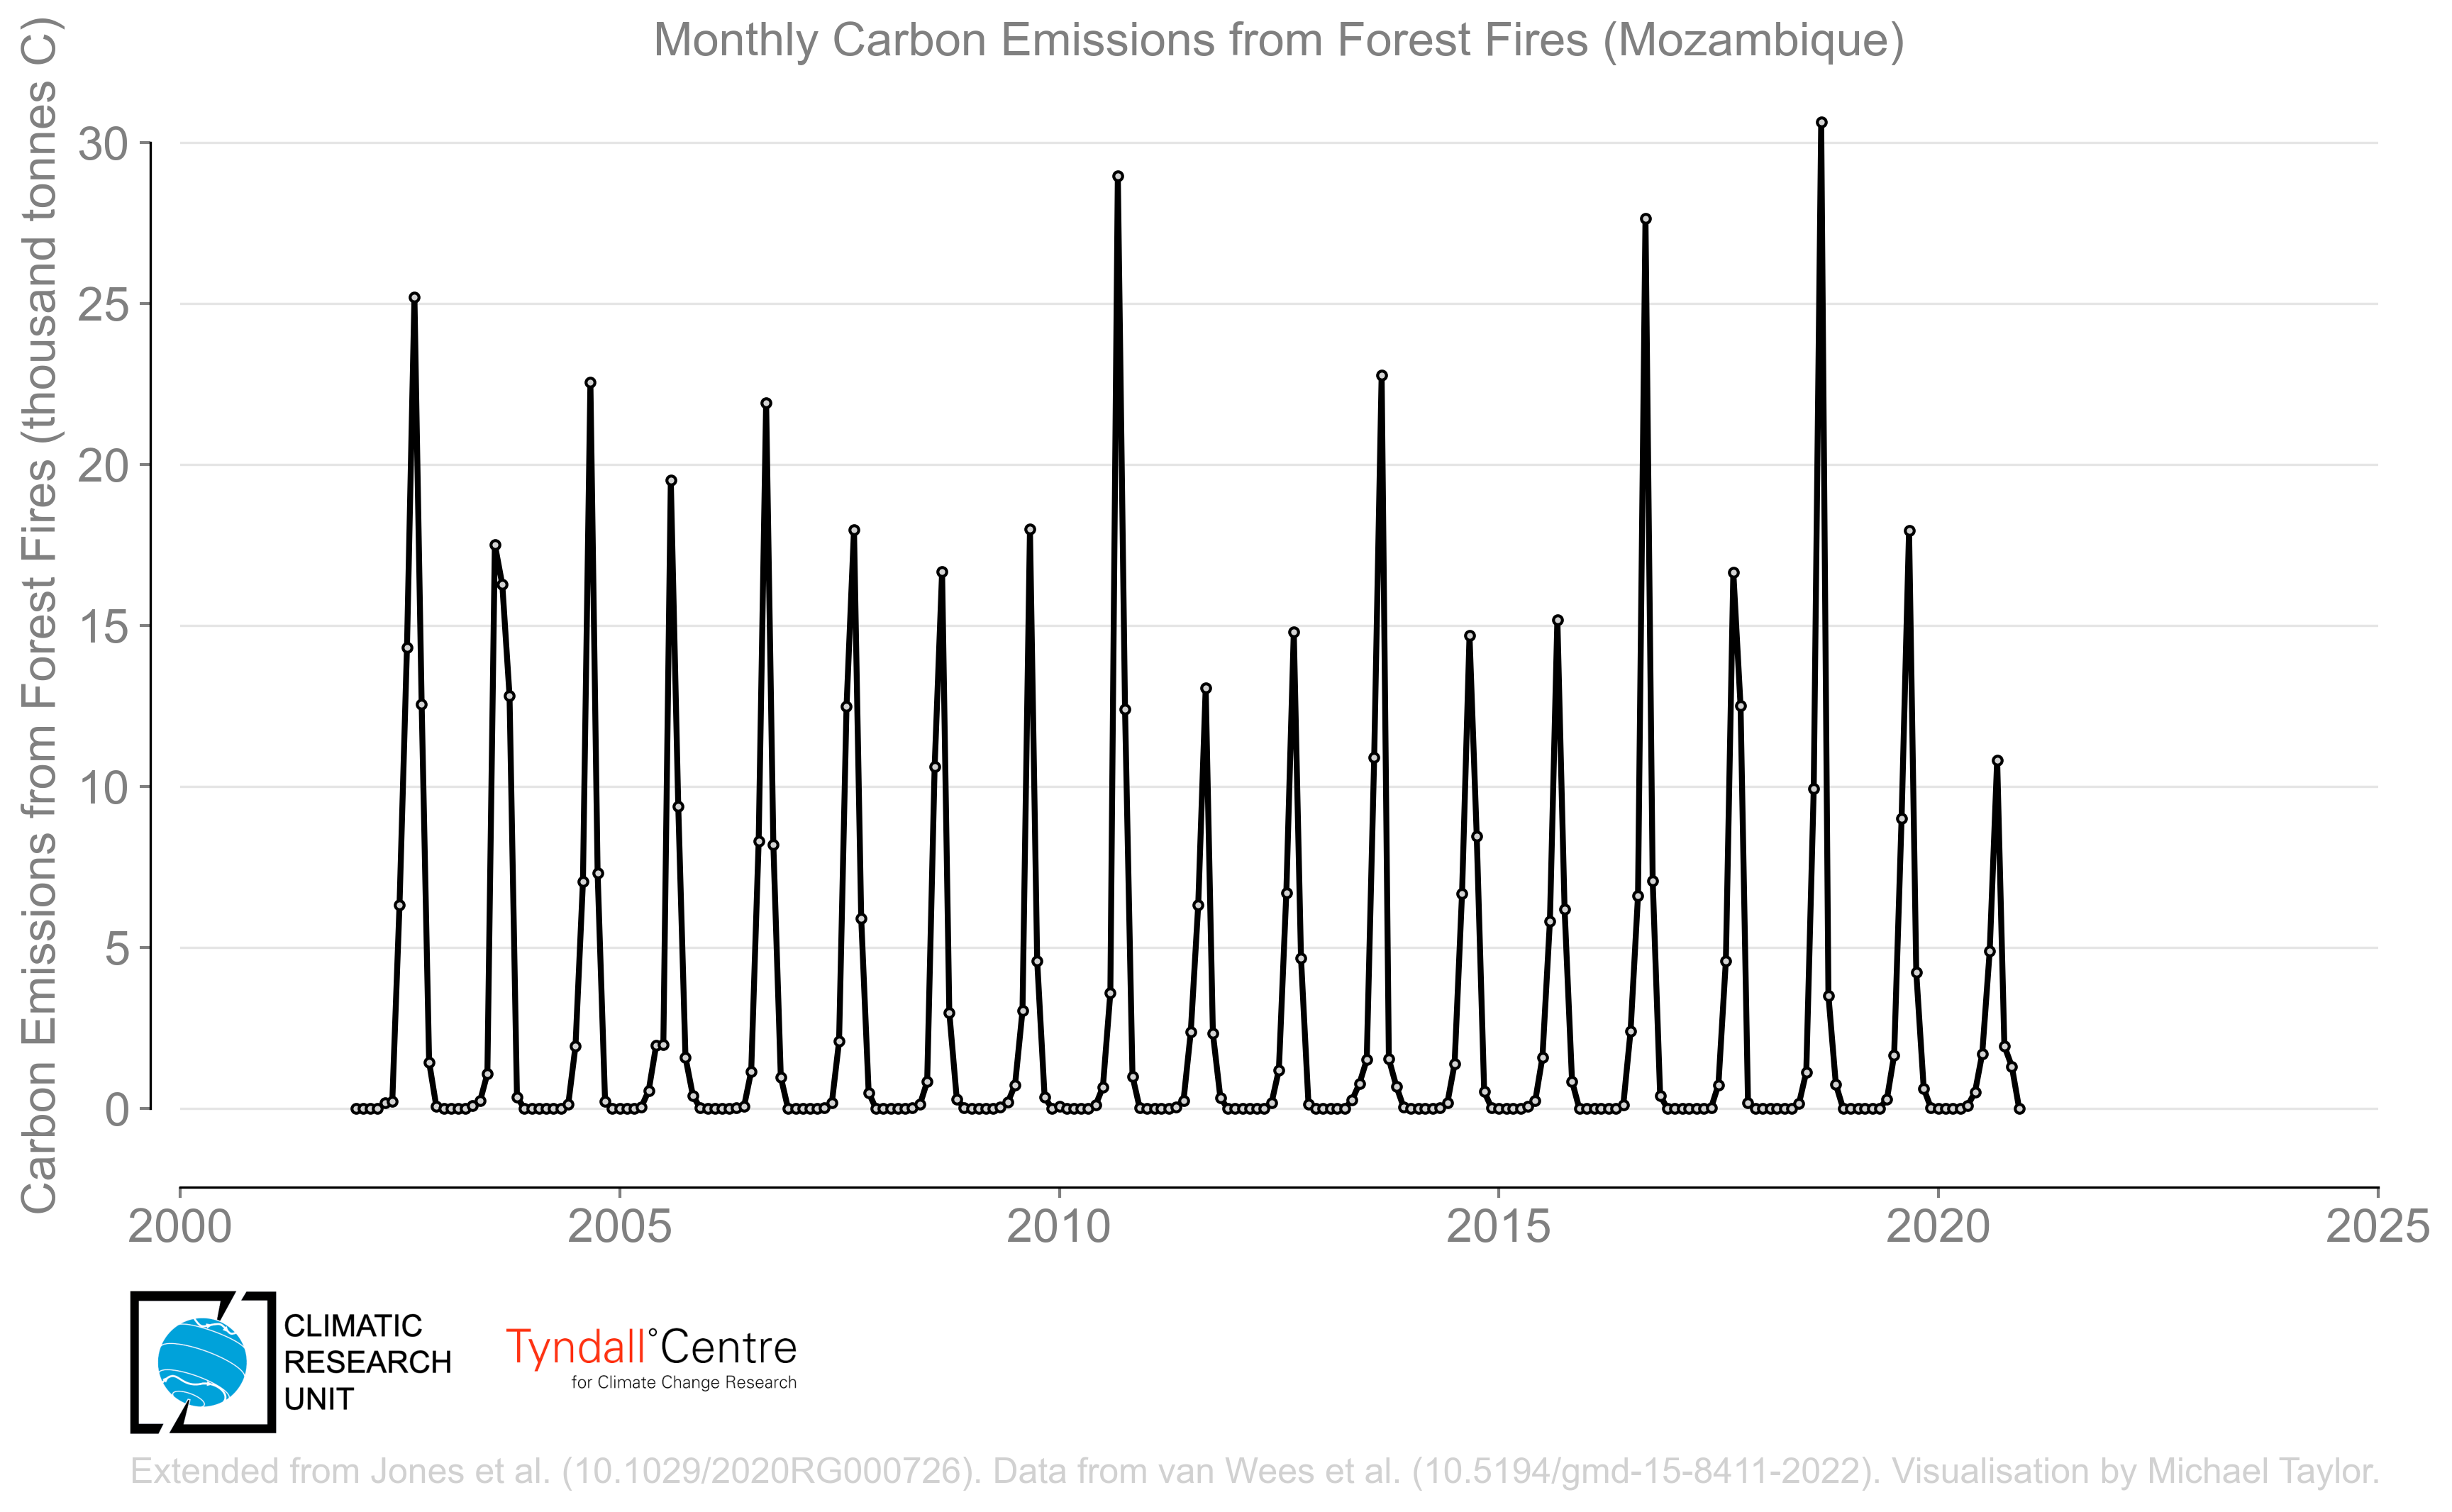 Monthly Carbon Emissions from Forest Fires (Mozambique)
Carbon Emissions from Forest Fires (thousand tonnes C)
30
25
20
15
10
5
0
2000
2005
2010
2015
2020
2025
CLIMATIC
RESEARCH
UNIT
Tyndall°Centre
for Climate Change Research
Extended from Jones et al. (10.1029/2020RG000726). Data from van Wees et al. (10.5194/gmd-15-8411-2022). Visualisation by Michael Taylor.